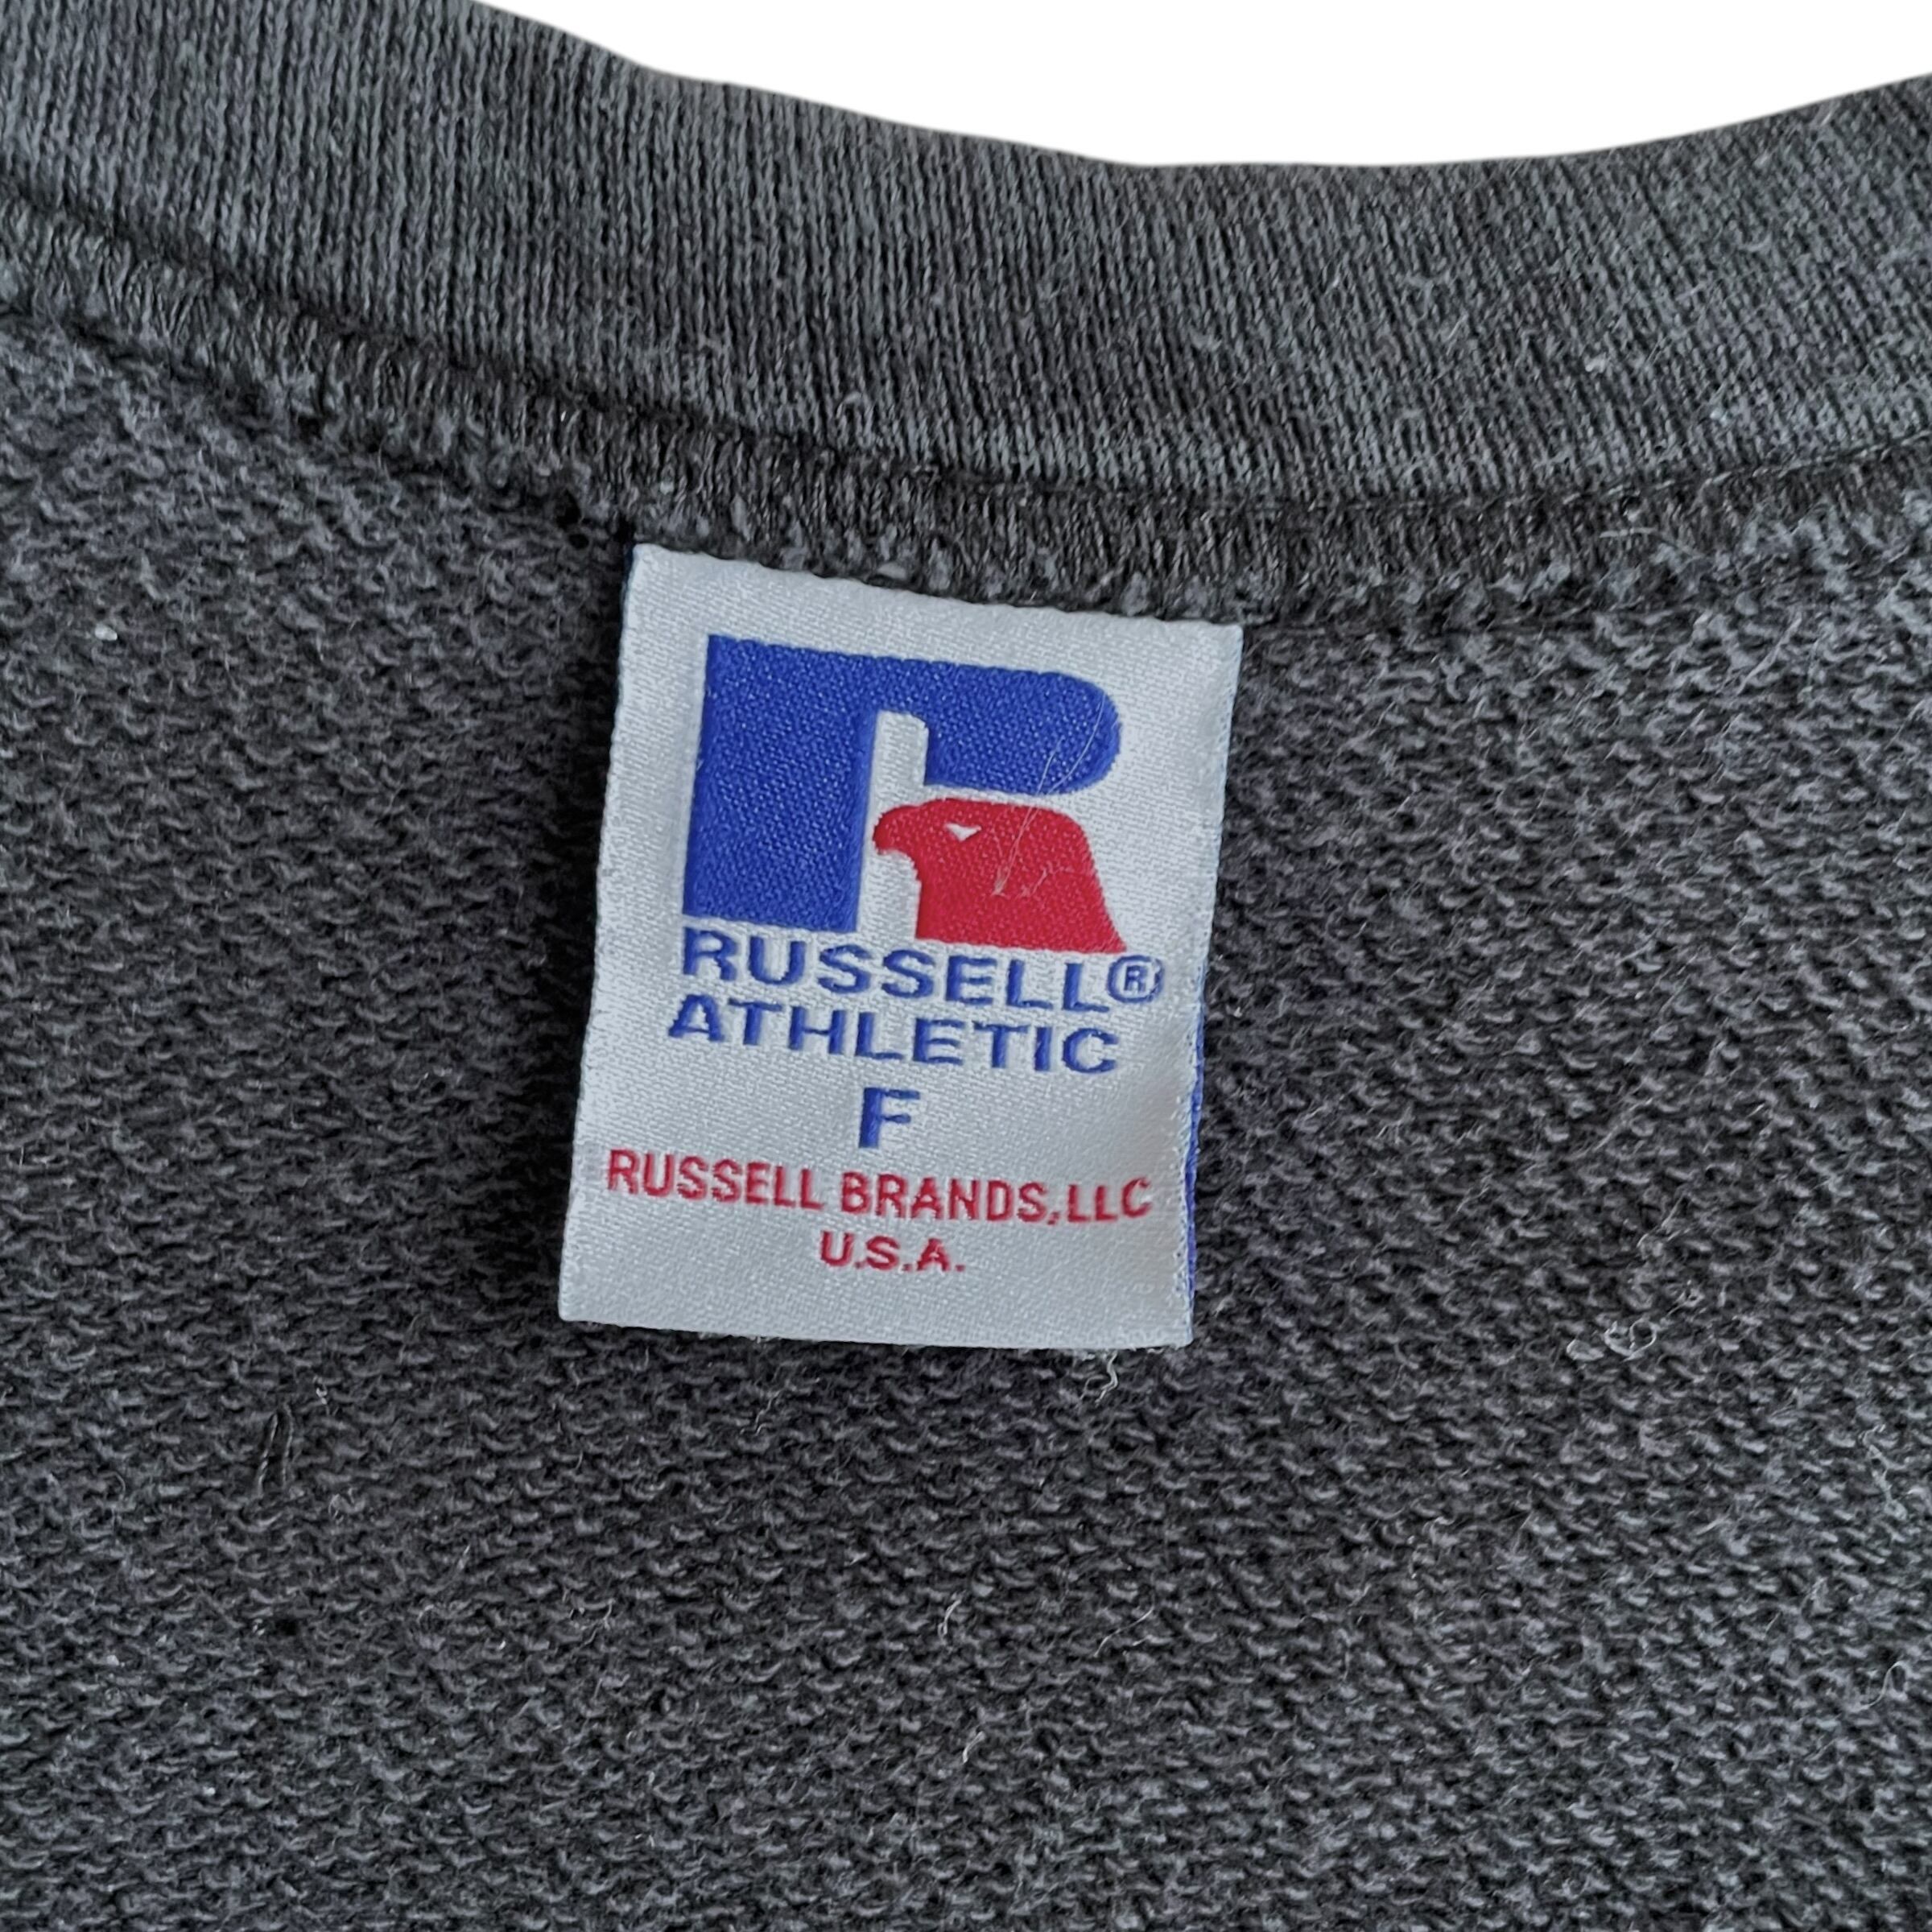 RUSSELL®
ATHLETIC
F
RUSSELL BRANDS, LLC
U.S.A.